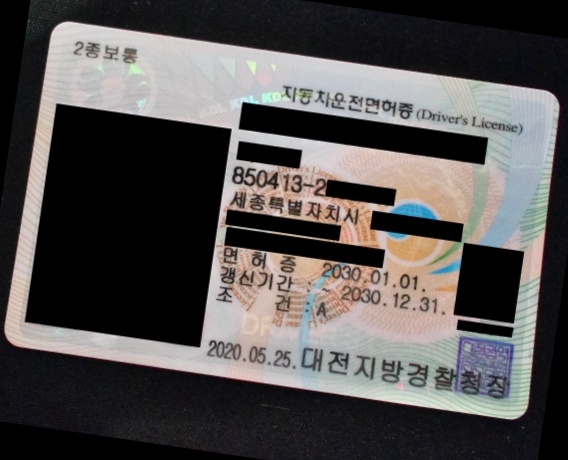 2종보통
자동차운전면허증 (Driver's License)
850413-2
세종특별자치시
면 허 증 2030.01.01.
갱신기간 : ~ 2030.12.31.
조 건 : A
2020.05.25. 대전지방경찰청장